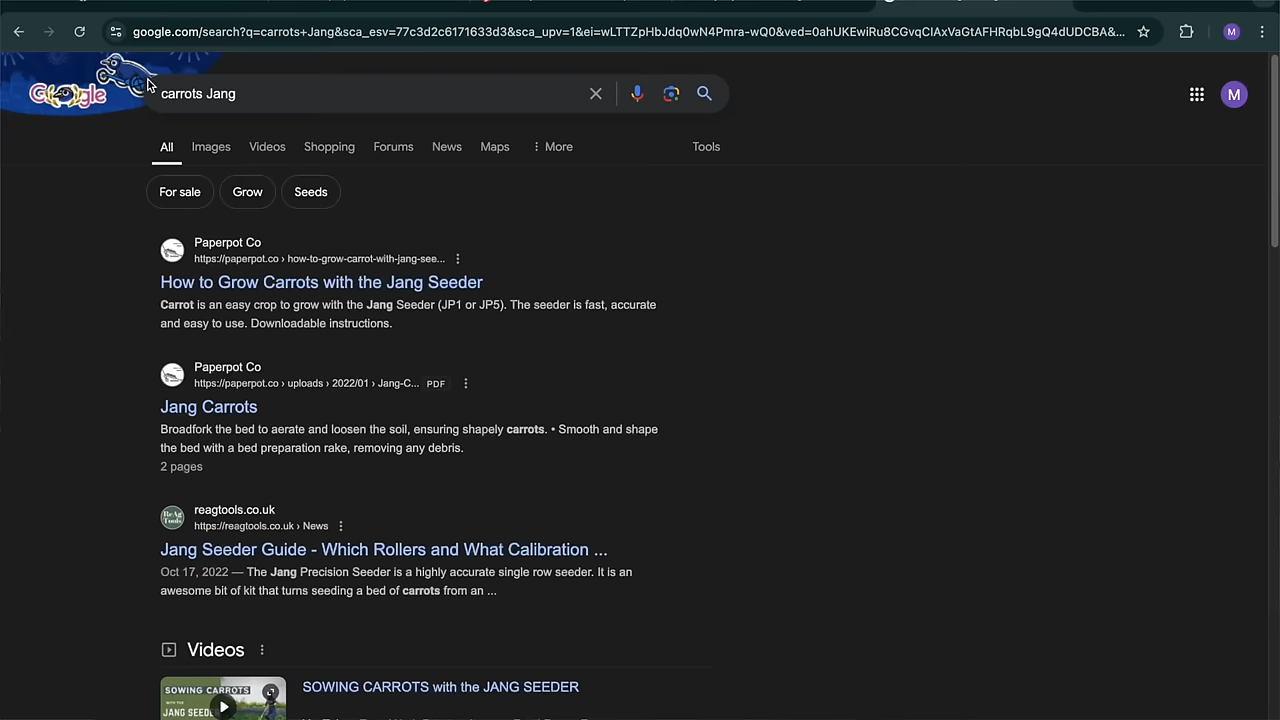 google.com/search?q=carrots+Jang&sca_esv=77c3d2c6171633d3&sca_upv=1&ei=wLTTZpHbJdq0wN4Pmra-wQ0&ved=0ahUKEwiRu8CGvqCIAxVaGtAFHRqbL9gQ4dUDCBA&...
M
Google
carrots Jang
M
All Images Videos Shopping Forums News Maps More Tools
For sale Grow Seeds
Paperpot Co
https://paperpot.co › how-to-grow-carrot-with-jang-see...
How to Grow Carrots with the Jang Seeder
Carrot is an easy crop to grow with the Jang Seeder (JP1 or JP5). The seeder is fast, accurate
and easy to use. Downloadable instructions.
Paperpot Co
https://paperpot.co › uploads › 2022/01 › Jang-C... PDF
Jang Carrots
Broadfork the bed to aerate and loosen the soil, ensuring shapely carrots. • Smooth and shape
the bed with a bed preparation rake, removing any debris.
2 pages
ReAg
Tools
reagtools.co.uk
https://reagtools.co.uk › News
Jang Seeder Guide - Which Rollers and What Calibration ...
Oct 17, 2022 — The Jang Precision Seeder is a highly accurate single row seeder. It is an
awesome bit of kit that turns seeding a bed of carrots from an ...
Videos
SOWING CARROTS
WITH THE
JANG SEEDER
SOWING CARROTS with the JANG SEEDER